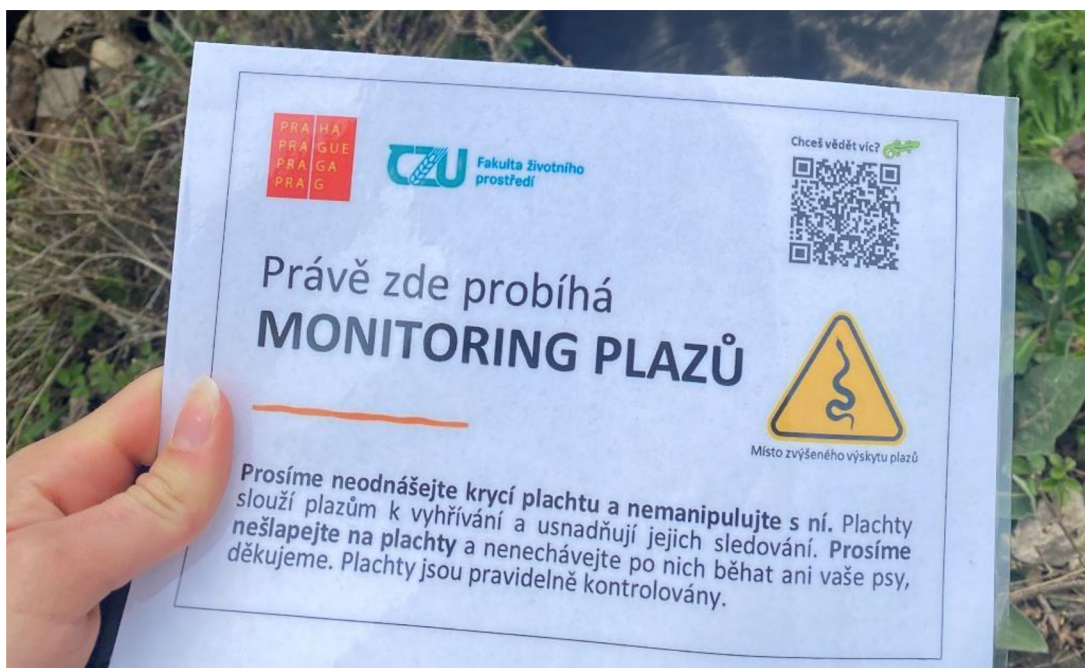 PRA HA
PRA GUE
PRA GA
PRA G
ČZU
Fakulta životního
prostředí
Chceš vědět víc?
Právě zde probíhá
MONITORING PLAZŮ
Místo zvýšeného výskytu plazů
Prosíme neodnášejte krycí plachtu a nemanipulujte s ní. Plachty
slouží plazům k vyhřívání a usnadňují jejich sledování. Prosíme
nešlapejte na plachty a nenechávejte po nich běhat ani vaše psy,
děkujeme. Plachty jsou pravidelně kontrolovány.